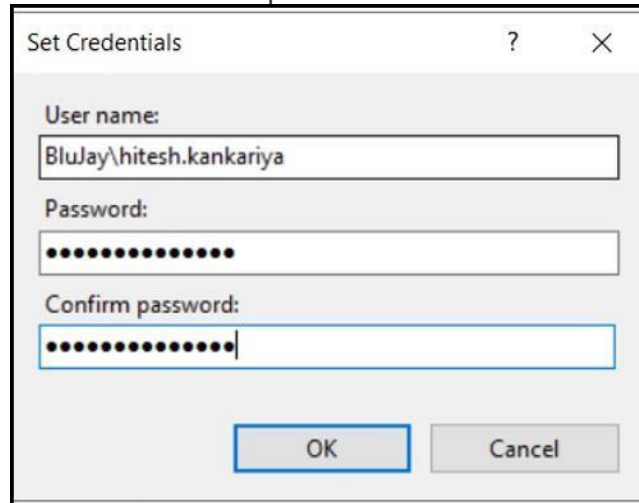 Set Credentials ? ×
User name:
BluJay\hitesh.kankariya
Password:
••••••••••••••
Confirm password:
••••••••••••••
OK Cancel